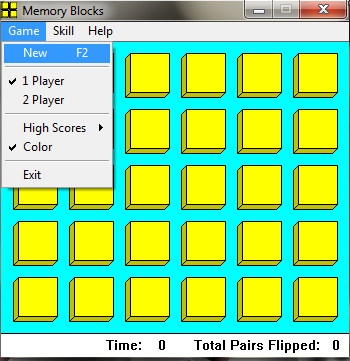 Memory Blocks
Game Skill Help
New F2
1 Player
2 Player
High Scores
Color
Exit
Time: 0 Total Pairs Flipped: 0